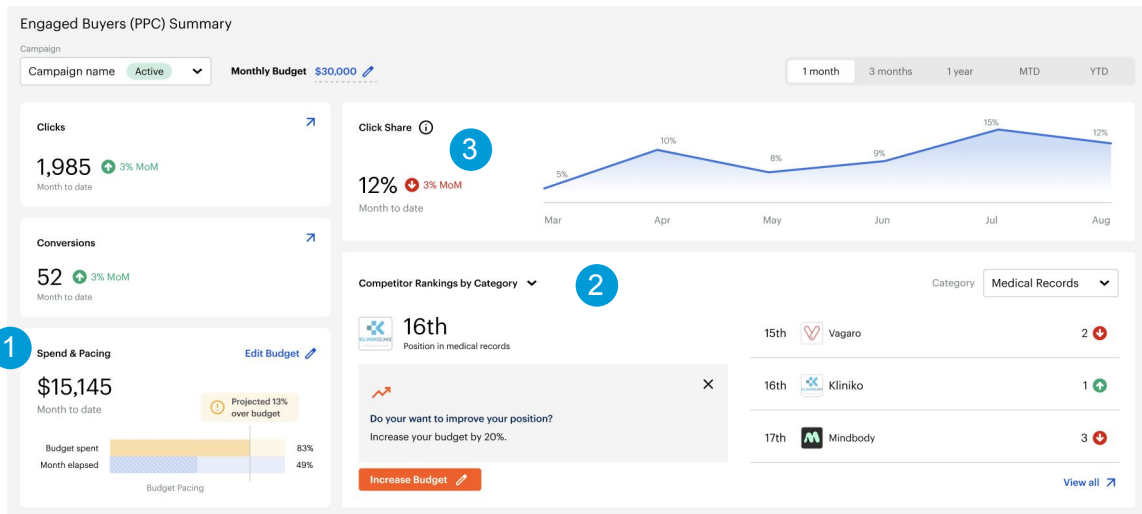 Engaged Buyers (PPC) Summary
Campaign
Campaign name Active
Monthly Budget $30,000
1 month 3 months 1 year MTD YTD
Clicks
1,985 3% MoM
Month to date
Conversions
52 3% MoM
Month to date
1
Spend & Pacing Edit Budget
$15,145
Month to date
Projected 13%
over budget
Budget spent 83%
Month elapsed 49%
Budget Pacing
Click Share
3
12% 3% MoM
Month to date
5% 10% 8% 9% 15% 12%
Mar Apr May Jun Jul Aug
Competitor Rankings by Category
2
Category Medical Records
KLINIKO.MX
16th
Position in medical records
Do your want to improve your position?
Increase your budget by 20%.
Increase Budget
15th Vagaro 2
16th Kliniko 1
17th Mindbody 3
View all